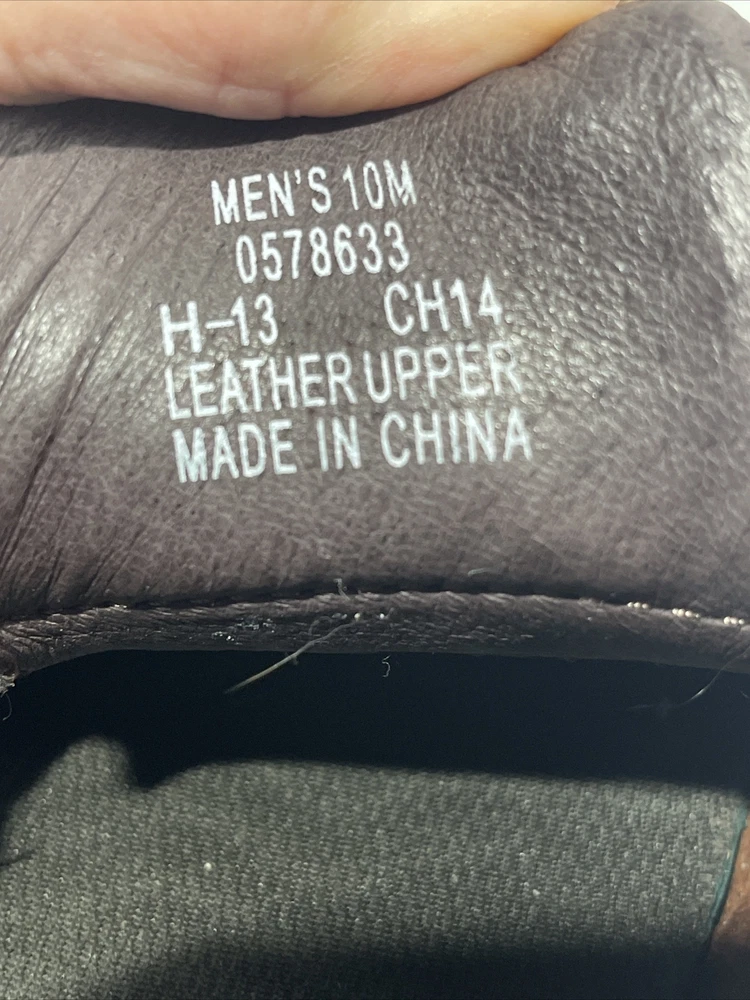 MEN'S 10M
0578633
H-13 CH14
LEATHER UPPER
MADE IN CHINA